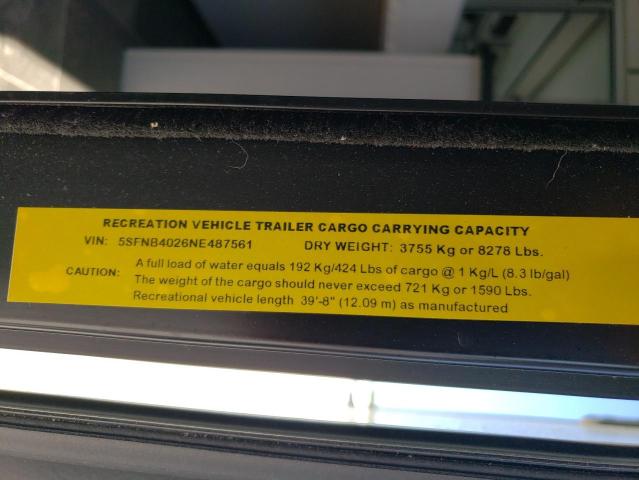 RECREATION VEHICLE TRAILER CARGO CARRYING CAPACITY
VIN: 5SFNB4026NE487561 DRY WEIGHT: 3755 Kg or 8278 Lbs.
CAUTION: A full load of water equals 192 Kg/424 Lbs of cargo @ 1 Kg/L (8.3 lb/gal)
The weight of the cargo should never exceed 721 Kg or 1590 Lbs.
Recreational vehicle length 39'-8" (12.09 m) as manufactured